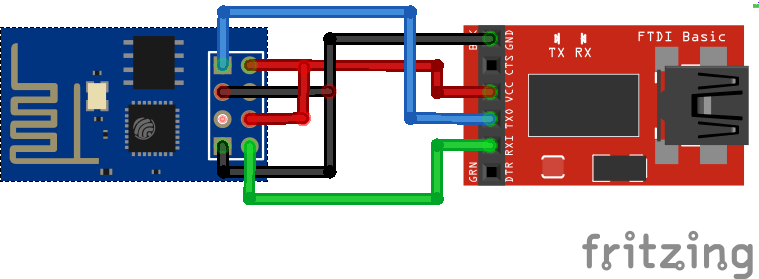 FTDI Basic
TX RX
BLK
GND
CTS
VCC
TXO
RXI
DTR
GRN
fritzing